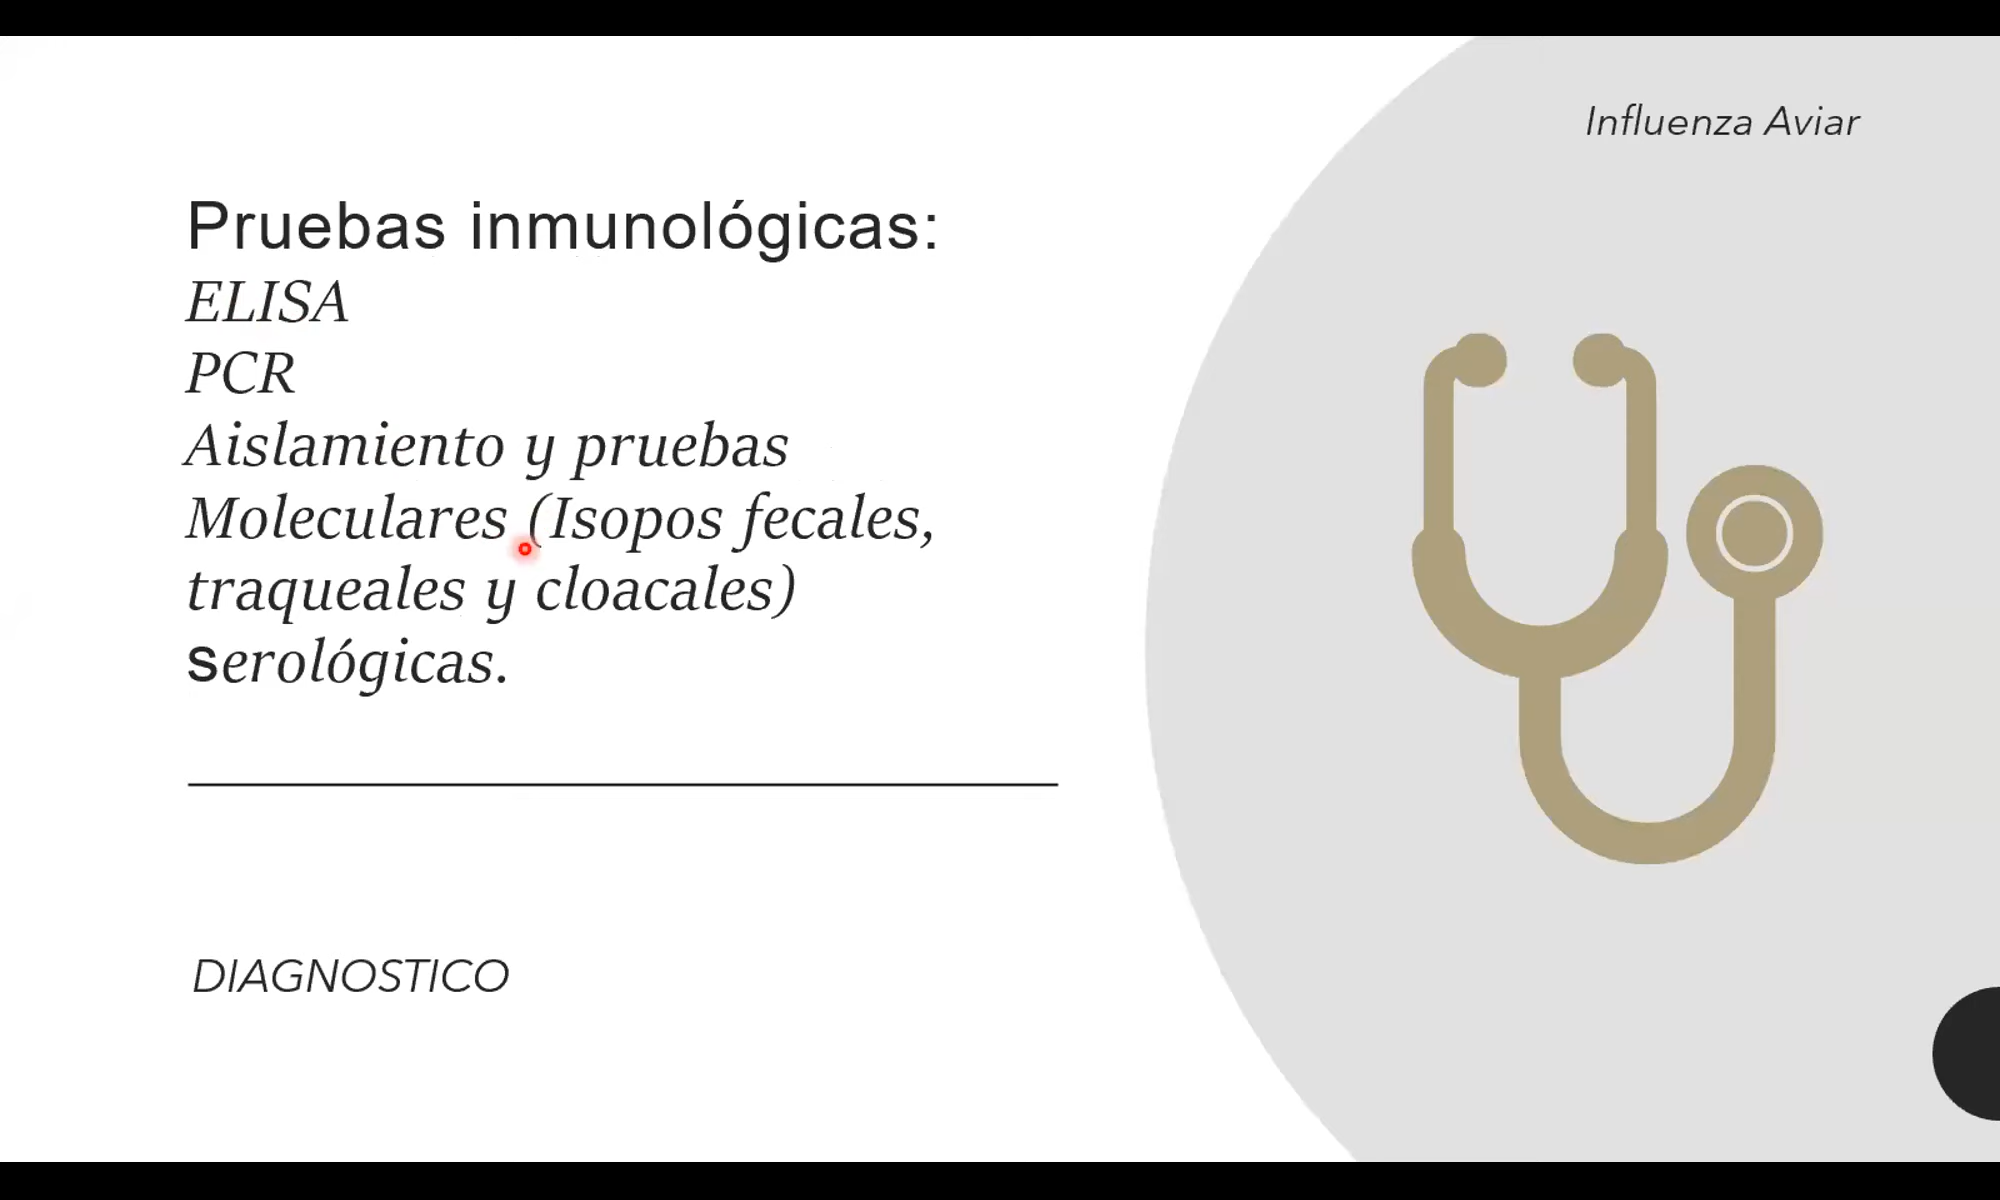 Influenza Aviar
Pruebas inmunológicas:
ELISA
PCR
Aislamiento y pruebas
Moleculares (Isopos fecales,
traqueales y cloacales)
serológicas.
DIAGNOSTICO